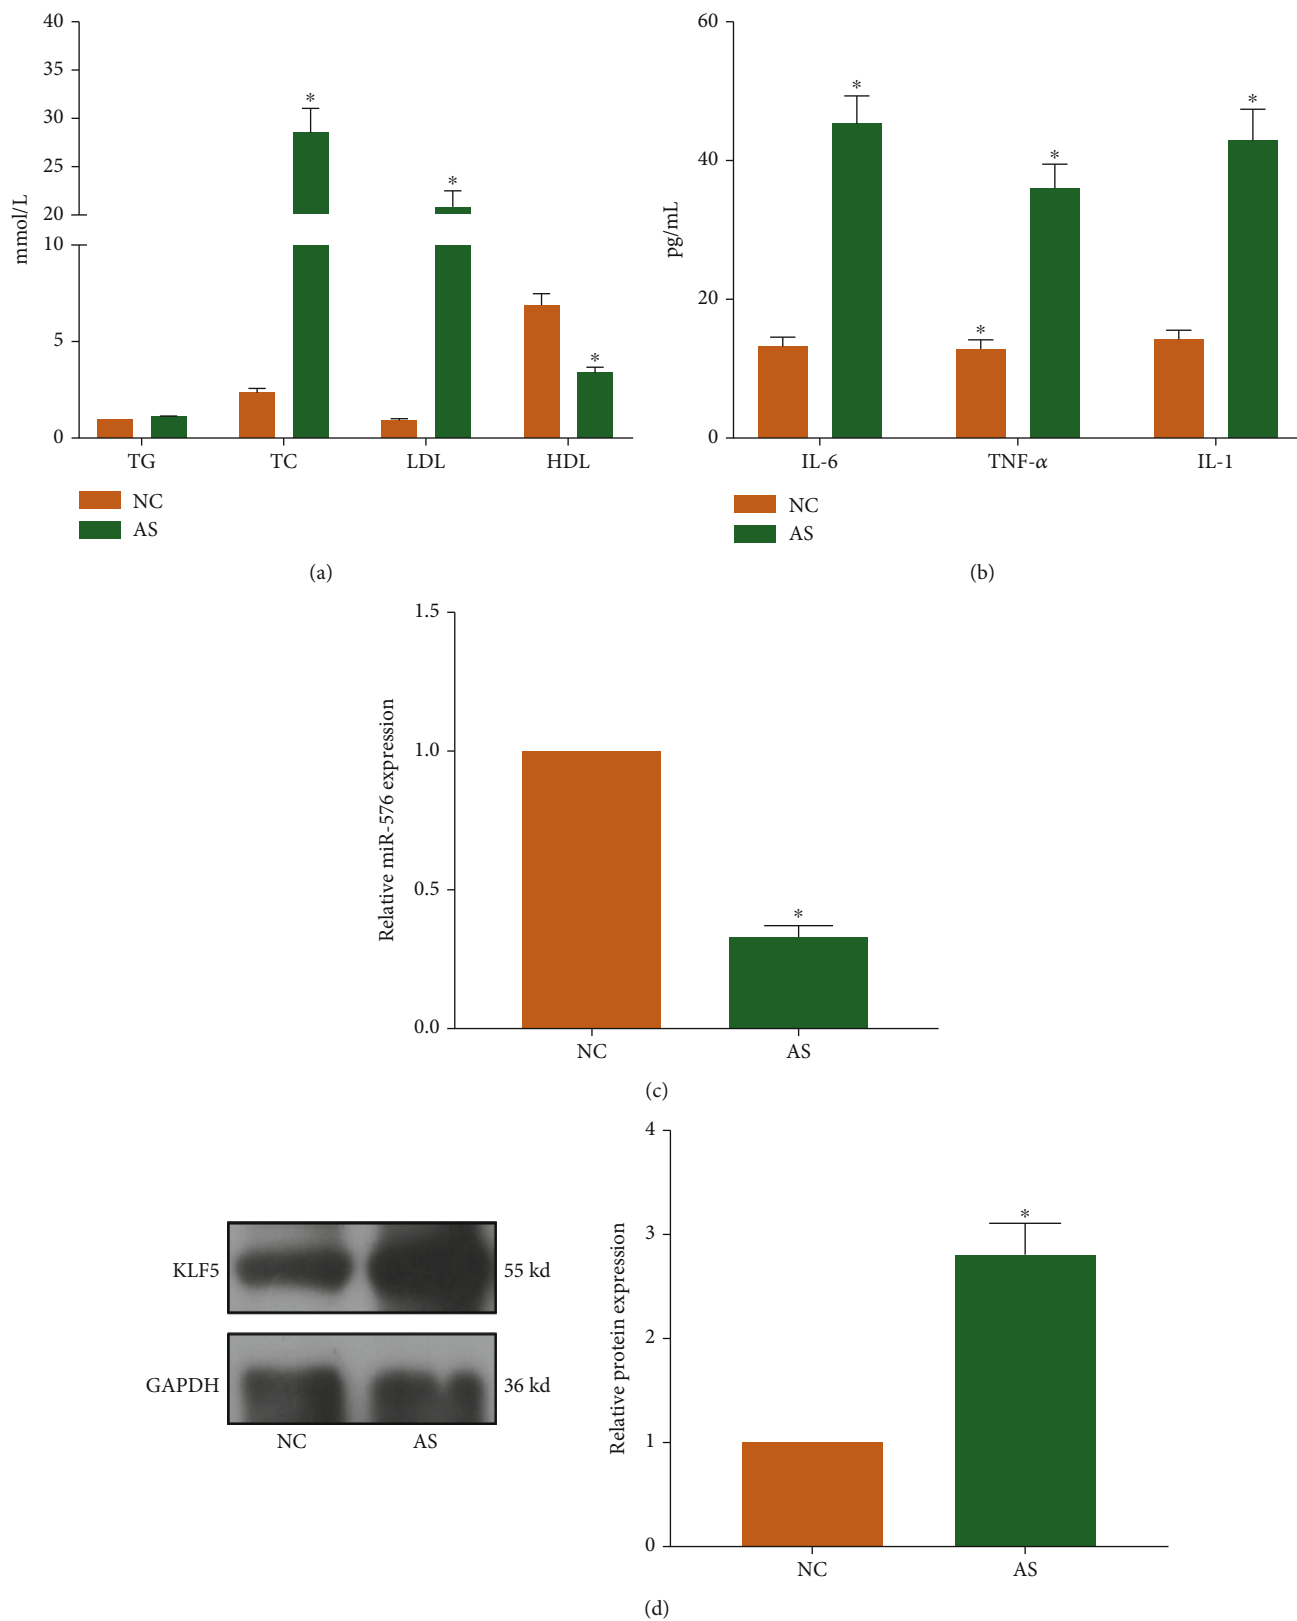 40
35
30
25
20
10
5
0
mmol/L
*
*
*
TG TC LDL HDL
NC
AS
(a)
60
40
20
0
pg/mL
*
*
*
*
IL-6 TNF-α IL-1
NC
AS
(b)
1.5
1.0
0.5
0.0
Relative miR-576 expression
*
NC AS
(c)
KLF5 55 kd
GAPDH 36 kd
NC AS
4
3
2
1
0
Relative protein expression
*
NC AS
(d)